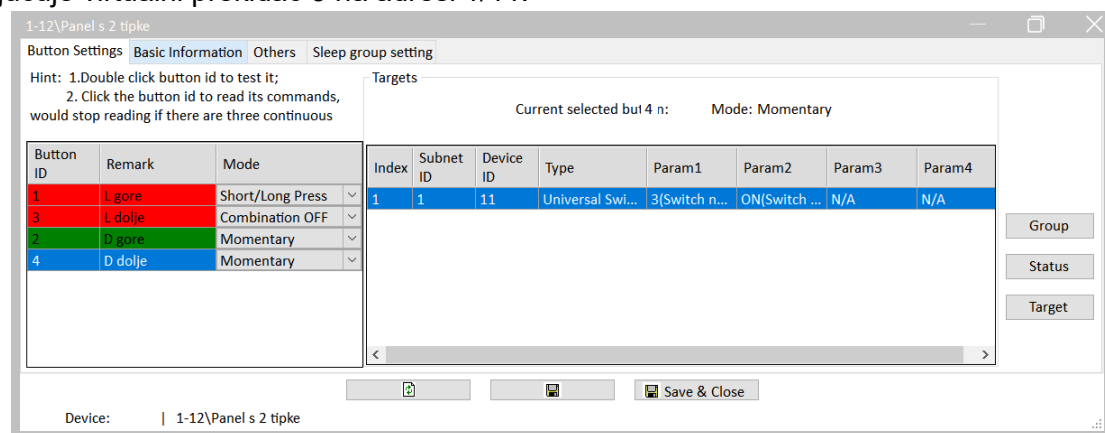 1-12\Panel s 2 tipke
Button Settings Basic Information Others Sleep group setting
Hint: 1.Double click button id to test it;
2. Click the button id to read its commands,
would stop reading if there are three continuous
Targets
Current selected but 4 n: Mode: Momentary
Button ID Remark Mode
1 L gore Short/Long Press
3 L dolje Combination OFF
2 D gore Momentary
4 D dolje Momentary
Index Subnet ID Device ID Type Param1 Param2 Param3 Param4
1 1 11 Universal Swi... 3(Switch n... ON(Switch ... N/A N/A
Group
Status
Target
Save & Close
Device: | 1-12\Panel s 2 tipke